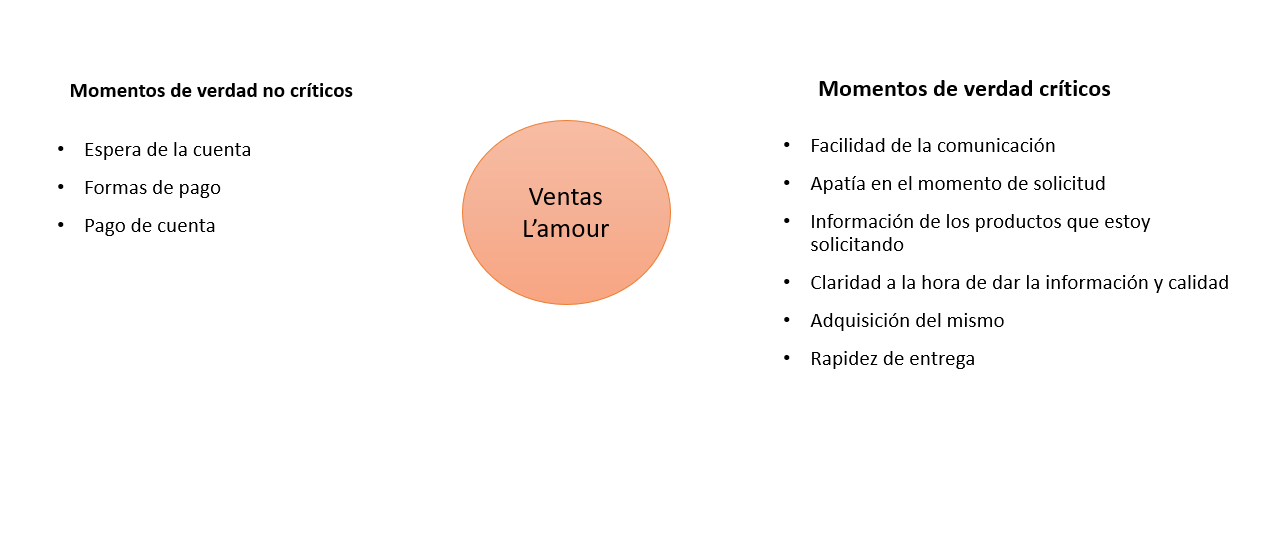 Momentos de verdad no críticos
• Espera de la cuenta
• Formas de pago
• Pago de cuenta
Ventas
L’amour
Momentos de verdad críticos
• Facilidad de la comunicación
• Apatía en el momento de solicitud
• Información de los productos que estoy
solicitando
• Claridad a la hora de dar la información y calidad
• Adquisición del mismo
• Rapidez de entrega